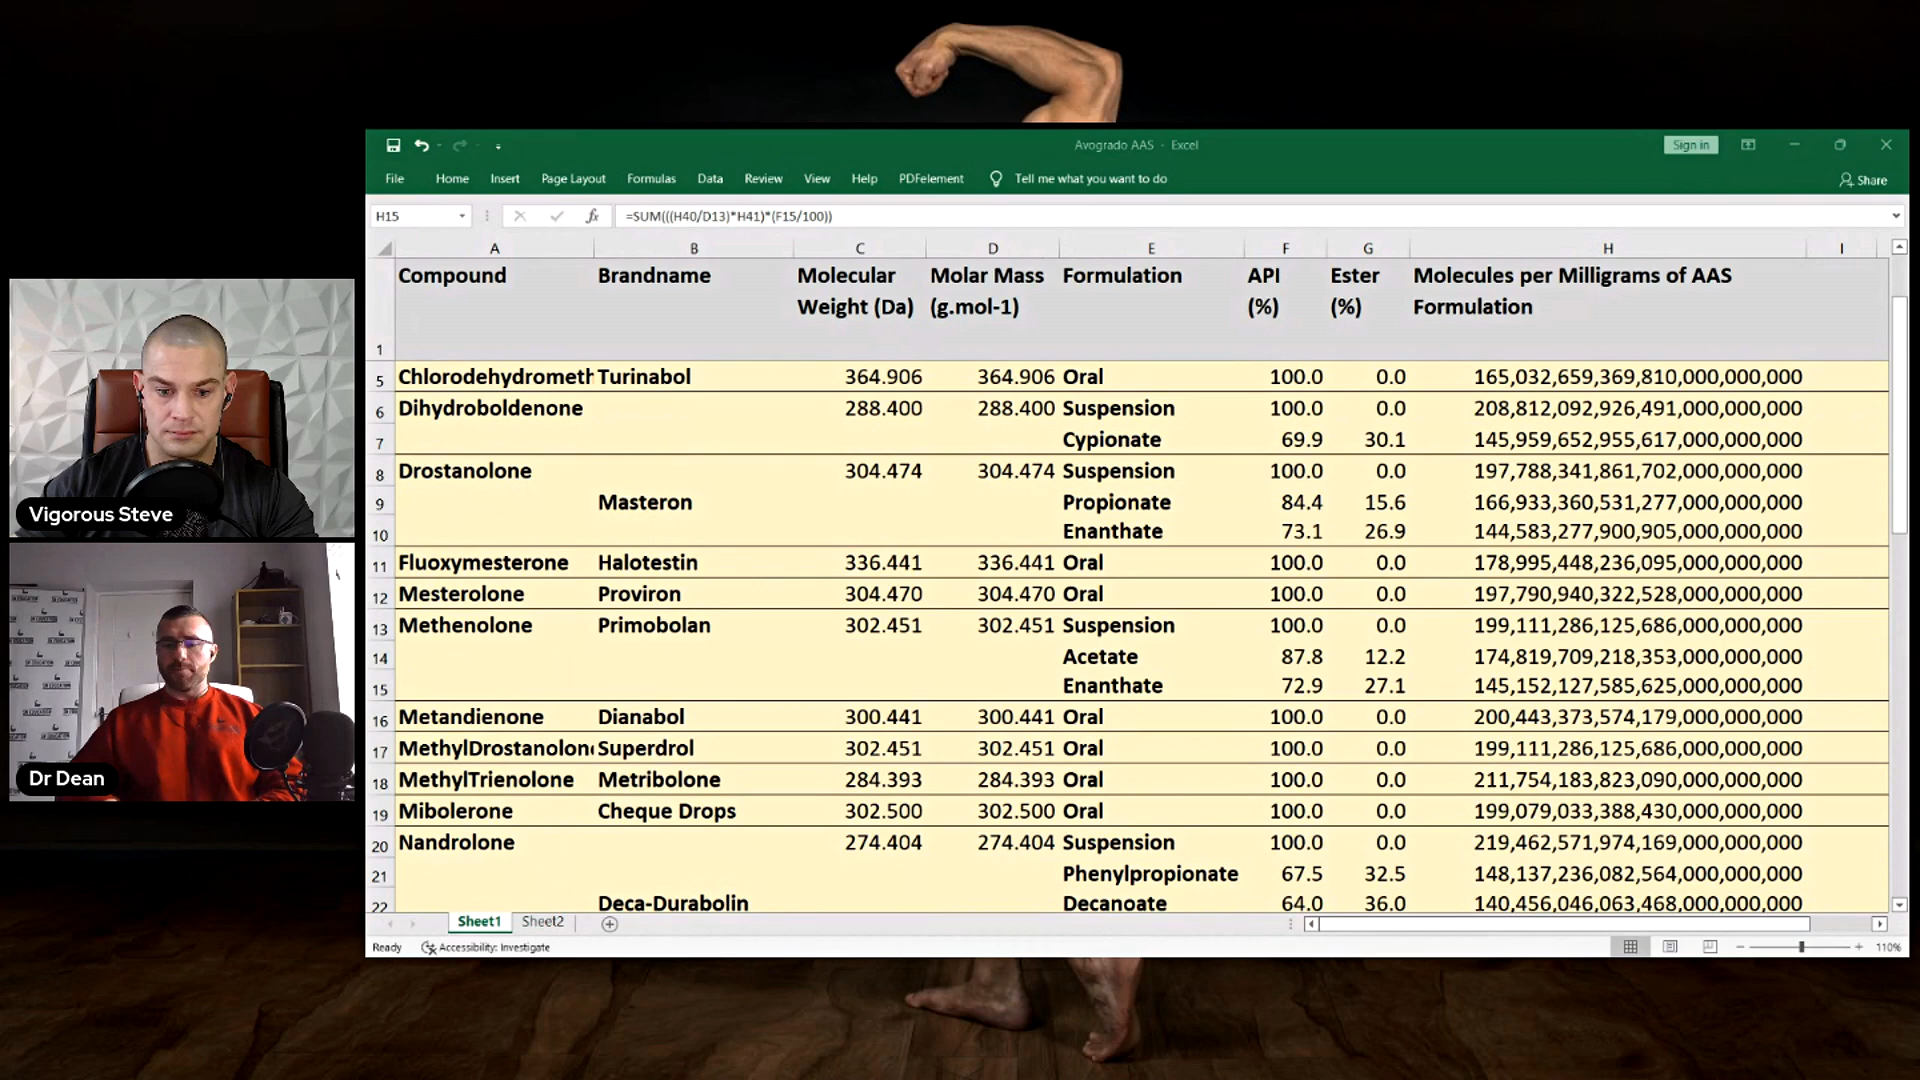 Avogrado AAS - Excel
Sign in
File Home Insert Page Layout Formulas Data Review View Help PDFelement Tell me what you want to do Share
H15 fx =SUM(((H40/D13)*H41)*(F15/100))
A B C D E F G H I
Compound Brandname Molecular Weight (Da) Molar Mass (g.mol-1) Formulation API (%) Ester (%) Molecules per Milligrams of AAS Formulation
1
5 Chlorodehydrometh Turinabol 364.906 364.906 Oral 100.0 0.0 165,032,659,369,810,000,000,000
6 Dihydroboldenone 288.400 288.400 Suspension 100.0 0.0 208,812,092,926,491,000,000,000
7 Cypionate 69.9 30.1 145,959,652,955,617,000,000,000
8 Drostanolone 304.474 304.474 Suspension 100.0 0.0 197,788,341,861,702,000,000,000
9 Masteron Propionate 84.4 15.6 166,933,360,531,277,000,000,000
10 Enanthate 73.1 26.9 144,583,277,900,905,000,000,000
11 Fluoxymesterone Halotestin 336.441 336.441 Oral 100.0 0.0 178,995,448,236,095,000,000,000
12 Mesterolone Proviron 304.470 304.470 Oral 100.0 0.0 197,790,940,322,528,000,000,000
13 Methenolone Primobolan 302.451 302.451 Suspension 100.0 0.0 199,111,286,125,686,000,000,000
14 Acetate 87.8 12.2 174,819,709,218,353,000,000,000
15 Enanthate 72.9 27.1 145,152,127,585,625,000,000,000
16 Metandienone Dianabol 300.441 300.441 Oral 100.0 0.0 200,443,373,574,179,000,000,000
17 MethylDrostanolon Superdrol 302.451 302.451 Oral 100.0 0.0 199,111,286,125,686,000,000,000
18 MethylTrienolone Metribolone 284.393 284.393 Oral 100.0 0.0 211,754,183,823,090,000,000,000
19 Mibolerone Cheque Drops 302.500 302.500 Oral 100.0 0.0 199,079,033,388,430,000,000,000
20 Nandrolone 274.404 274.404 Suspension 100.0 0.0 219,462,571,974,169,000,000,000
21 Phenylpropionate 67.5 32.5 148,137,236,082,564,000,000,000
22 Deca-Durabolin Decanoate 64.0 36.0 140,456,046,063,468,000,000,000
Sheet1 Sheet2
Ready Accessibility: Investigate 110%
Vigorous Steve
Dr Dean